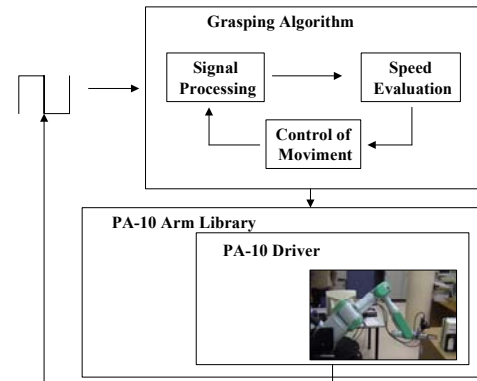 Grasping Algorithm
Signal
Processing
Speed
Evaluation
Control of
Moviment
PA-10 Arm Library
PA-10 Driver